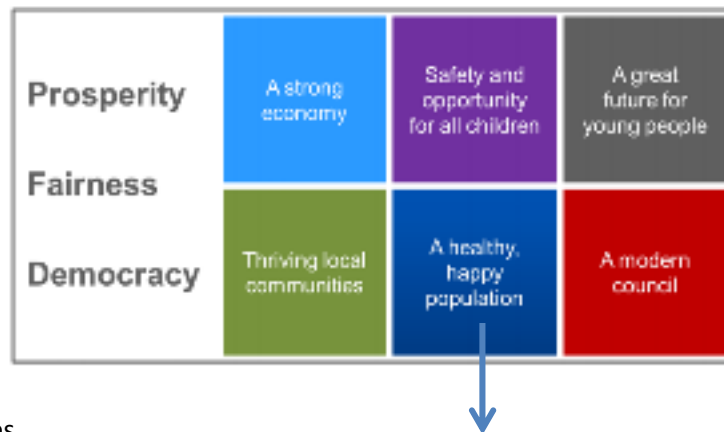 Prosperity
Fairness
Democracy
A strong
economy
Safety and
opportunity
for all children
A great
future for
young people
Thriving local
communities
A healthy,
happy
population
A modern
council